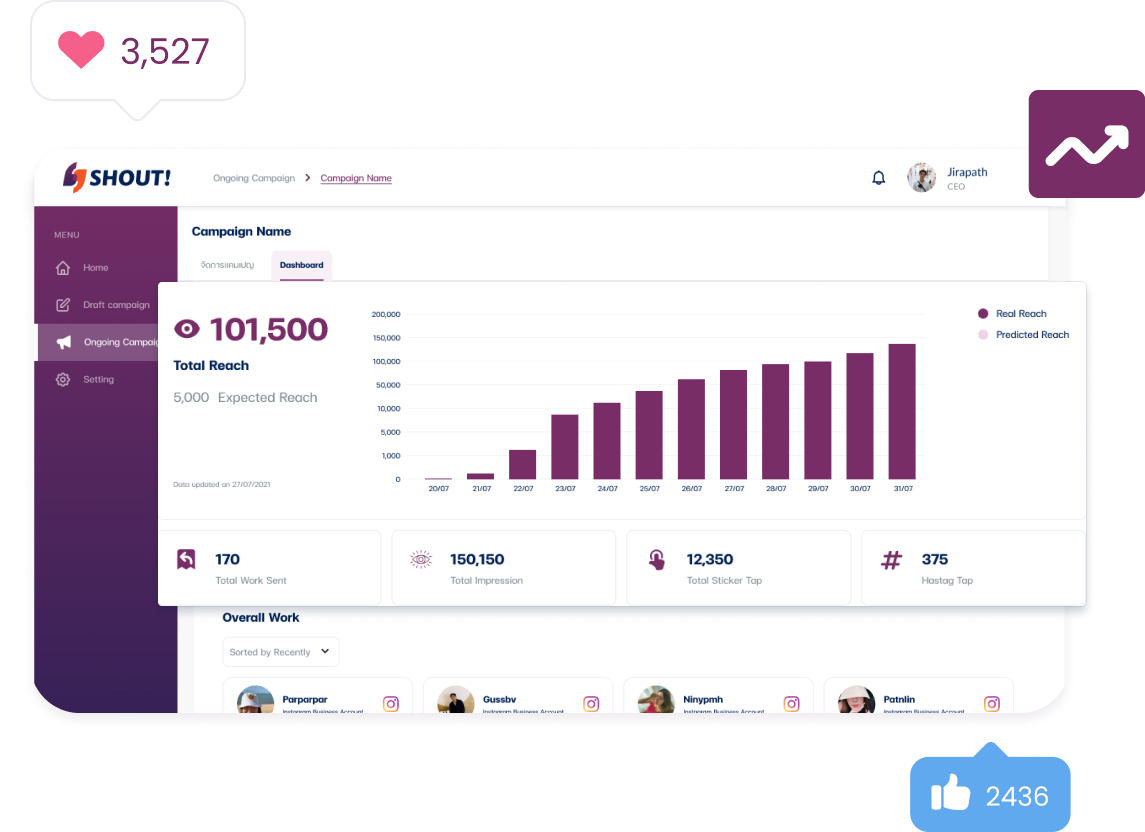 3,527
SHOUT!
Ongoing Campaign
Campaign Name
Jirapath
CEO
MENU
Home
Draft campaign
Ongoing Campaig
Setting
Campaign Name
จัดการแคมเปญ
Dashboard
101,500
Total Reach
5,000 Expected Reach
Data updated on 27/07/2021
200,000
150,000
100,000
50,000
10,000
5,000
1,000
0
20/07 21/07 22/07 23/07 24/07 25/07 26/07 27/07 28/07 29/07 30/07 31/07
Real Reach
Predicted Reach
170
Total Work Sent
150,150
Total Impression
12,350
Total Sticker Tap
375
Hastag Tap
Overall Work
Sorted by Recently
Parparpar
Instagram Business Account
Gussbv
Instagram Business Account
Ninypmh
Instagram Business Account
Patnlin
Instagram Business Account
2436